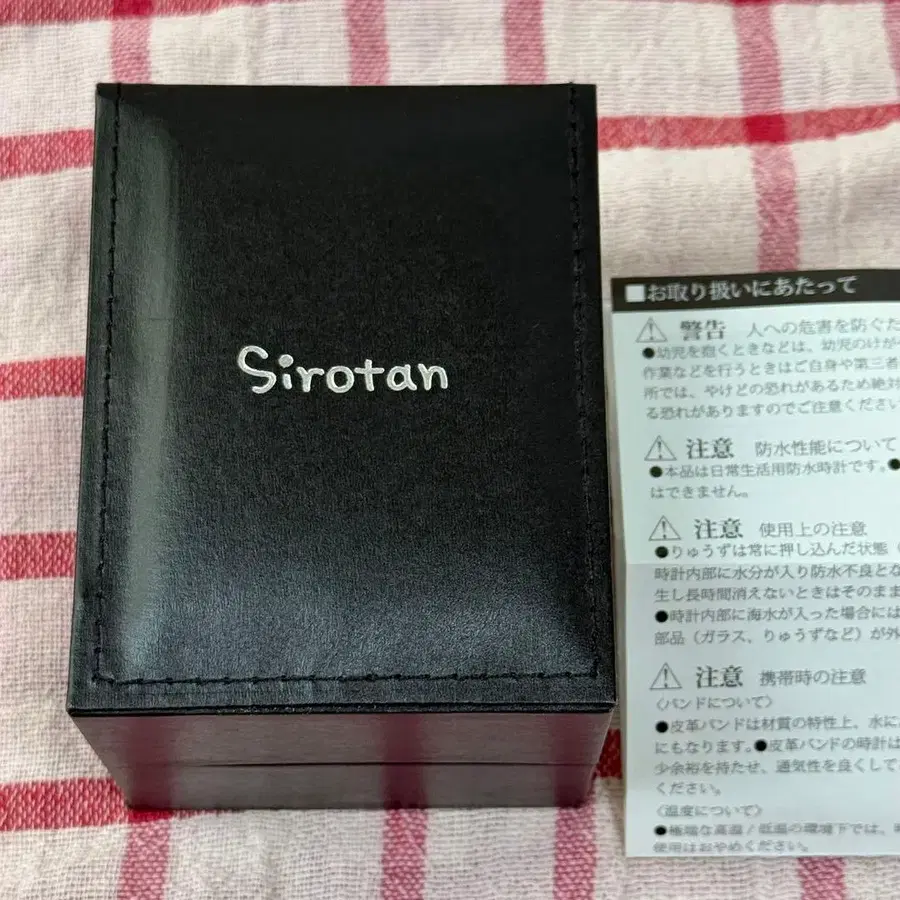 Sirotan
■お取り扱いにあたって
⚠ 警告 人への危害を防ぐた
●幼児を抱くときなどは、幼児のけがや
作業などを行うときはご自身や第三者
所では、やけどの恐れがあるため絶対
る恐れがありますのでご注意ください
⚠ 注意 防水性能について
●本品は日常生活用防水時計です。●
はできません。
⚠ 注意 使用上の注意
●りゅうずは常に押し込んだ状態（
時計内部に水分が入り防水不良とな
生し長時間消えないときはそのまま
●時計内部に海水が入った場合には
部品（ガラス、りゅうずなど）が外
⚠ 注意 携帯時の注意
〈バンドについて〉
●皮革バンドは材質の特性上、水に
にもなります。●皮革バンドの時計は
少余裕を持たせ、通気性を良くして
ください。
〈温度について〉
●極端な高温/低温の環境下では、
使用はおやめください。